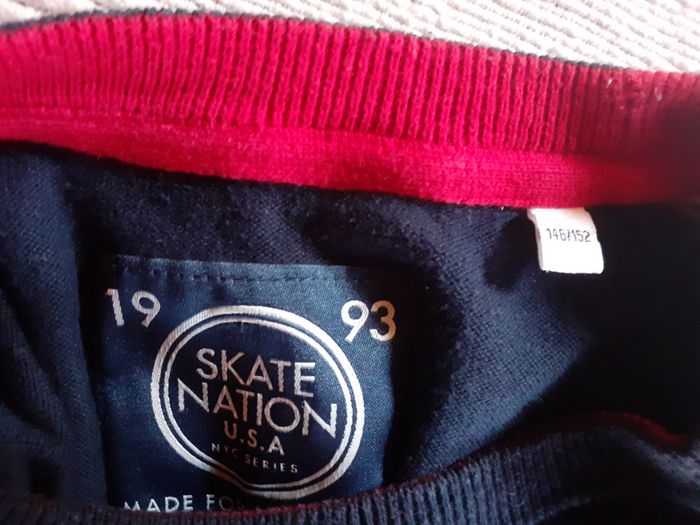 146/152
19 93
SKATE
NATION
U.S.A
NYC SERIES
MADE FOR